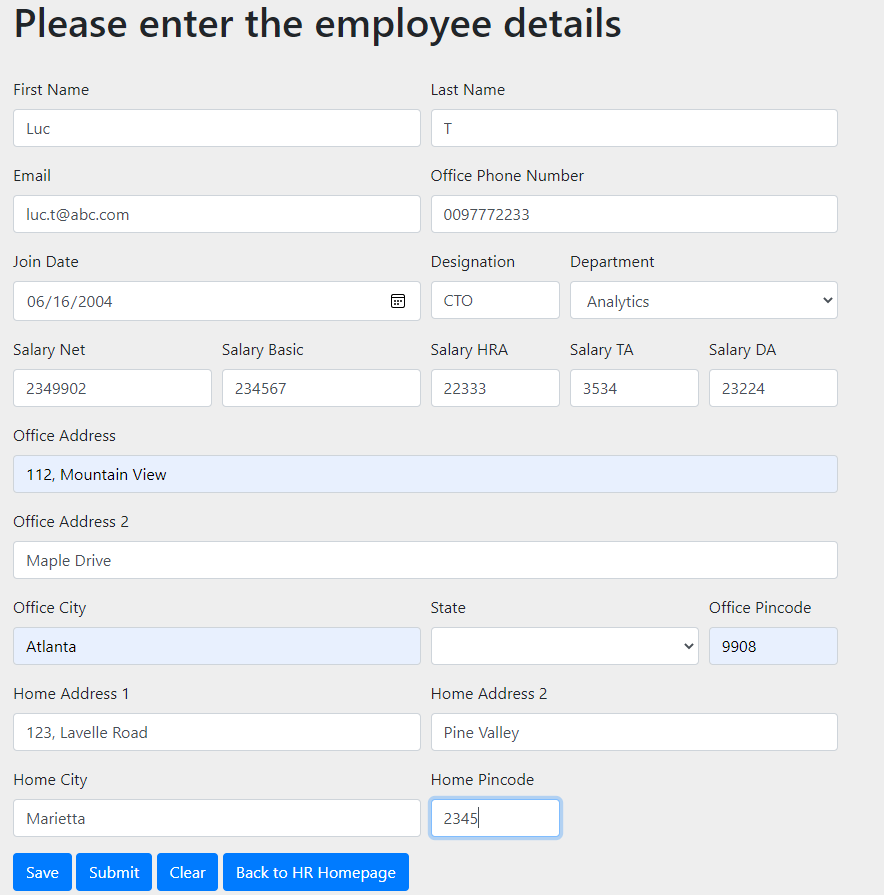 Please enter the employee details
First Name Last Name
Luc T
Email Office Phone Number
luc.t@abc.com 0097772233
Join Date Designation Department
06/16/2004 CTO Analytics
Salary Net Salary Basic Salary HRA Salary TA Salary DA
2349902 234567 22333 3534 23224
Office Address
112, Mountain View
Office Address 2
Maple Drive
Office City State Office Pincode
Atlanta 9908
Home Address 1 Home Address 2
123, Lavelle Road Pine Valley
Home City Home Pincode
Marietta 2345
Save Submit Clear Back to HR Homepage